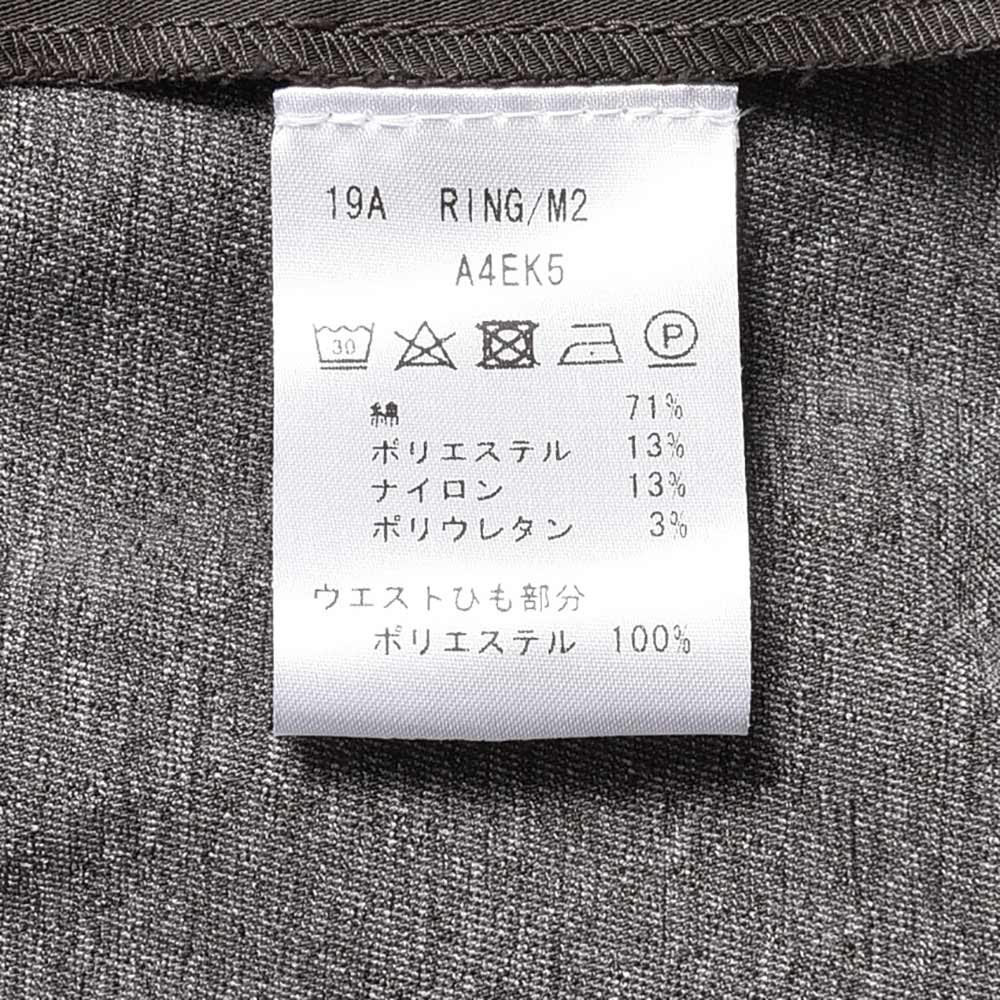 19A RING/M2
A4EK5
30 P
綿 71%
ポリエステル 13%
ナイロン 13%
ポリウレタン 3%
ウエストひも部分
ポリエステル 100%